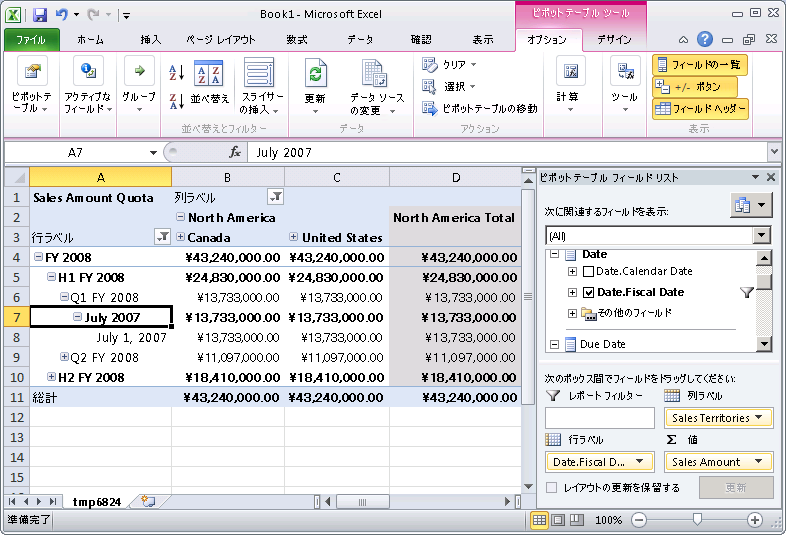 Book1 - Microsoft Excel
ピボットテーブル ツール
ファイル ホーム 挿入 ページ レイアウト 数式 データ 確認 表示 オプション デザイン
ピボットテーブル アクティブなフィールド グループ 並べ替え スライサーの挿入 更新 データ ソースの変更 クリア 選択 ピボットテーブルの移動 計算 ツール フィールドの一覧 +/- ボタン フィールド ヘッダー
並べ替えとフィルター データ アクション 表示
A7 fx July 2007
A B C D
1 Sales Amount Quota 列ラベル
2 North America North America Total
3 行ラベル Canada United States
4 FY 2008 ¥43,240,000.00 ¥43,240,000.00 ¥43,240,000.00
5 H1 FY 2008 ¥24,830,000.00 ¥24,830,000.00 ¥24,830,000.00
6 Q1 FY 2008 ¥13,733,000.00 ¥13,733,000.00 ¥13,733,000.00
7 July 2007 ¥13,733,000.00 ¥13,733,000.00 ¥13,733,000.00
8 July 1, 2007 ¥13,733,000.00 ¥13,733,000.00 ¥13,733,000.00
9 Q2 FY 2008 ¥11,097,000.00 ¥11,097,000.00 ¥11,097,000.00
10 H2 FY 2008 ¥18,410,000.00 ¥18,410,000.00 ¥18,410,000.00
11 総計 ¥43,240,000.00 ¥43,240,000.00 ¥43,240,000.00
12
13
14
15
tmp6824
準備完了
100%
ピボットテーブル フィールド リスト
次に関連するフィールドを表示:
(All)
Date
Date.Calendar Date
Date.Fiscal Date
その他のフィールド
Due Date
次のボックス間でフィールドをドラッグしてください:
レポート フィルター 列ラベル
Sales Territories
行ラベル Σ 値
Date.Fiscal D... Sales Amount
レイアウトの更新を保留する 更新